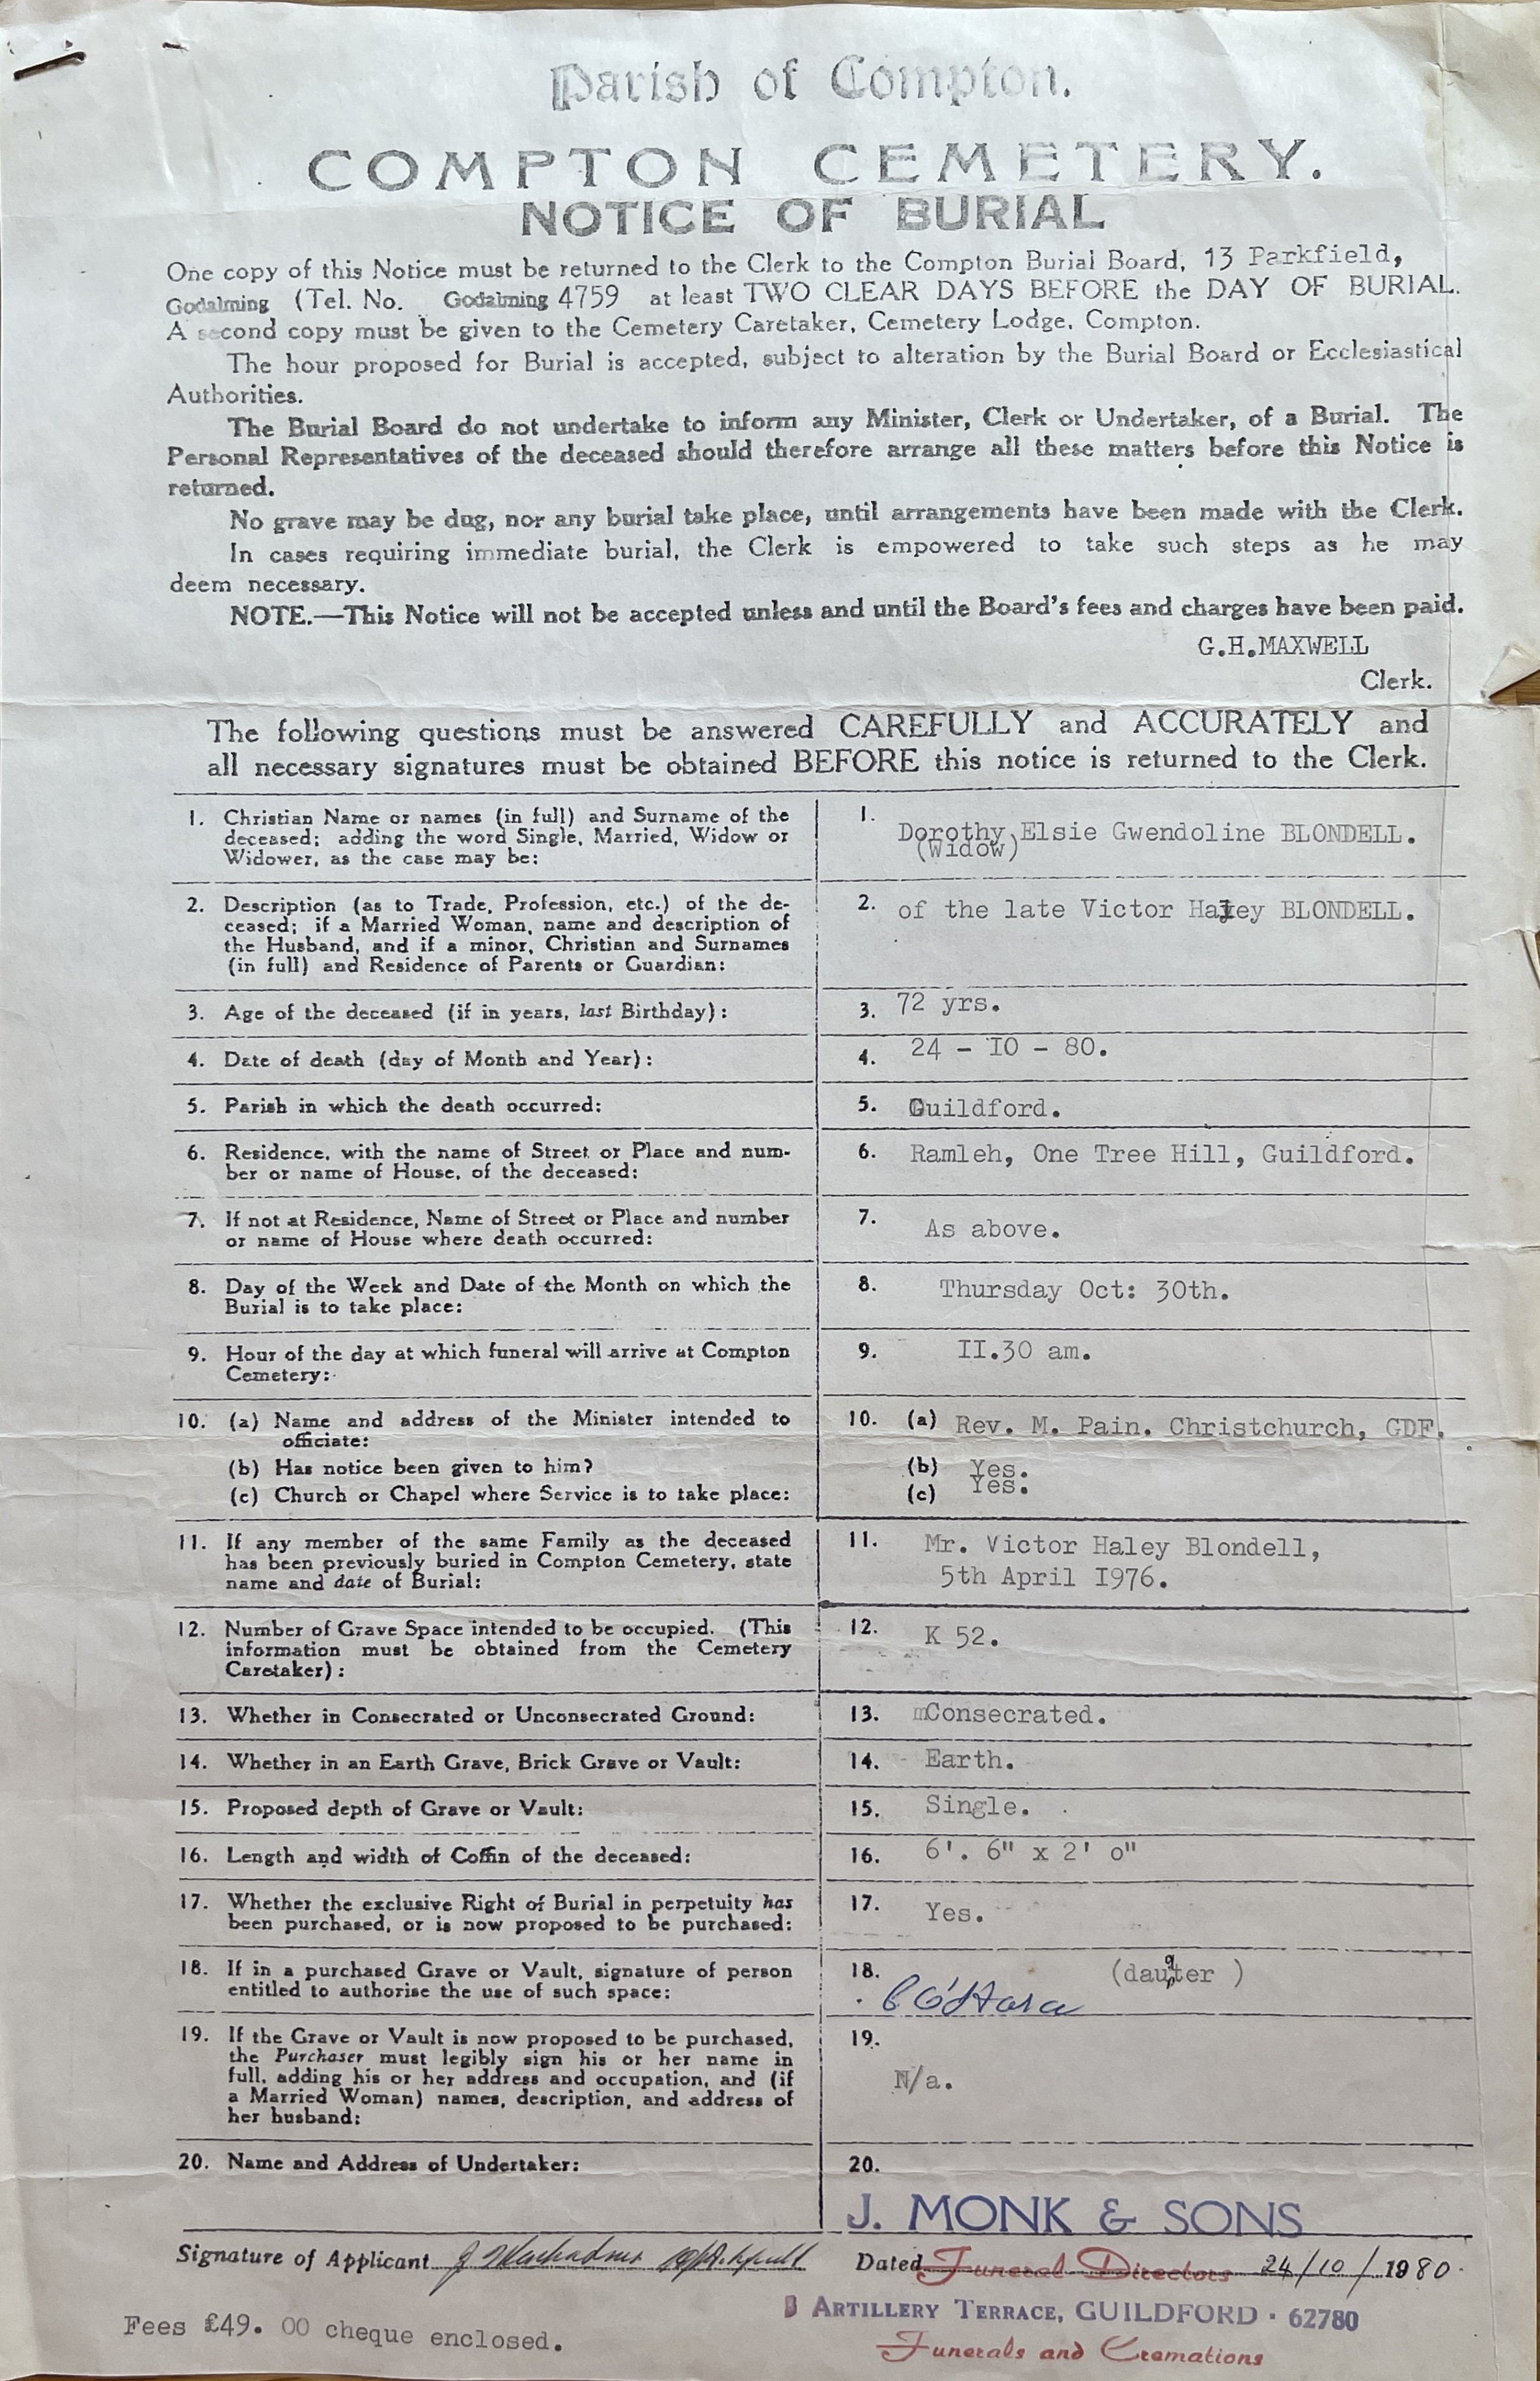 Parish of Compton.
COMPTON CEMETERY.
NOTICE OF BURIAL
One copy of this Notice must be returned to the Clerk to the Compton Burial Board, 13 Parkfield,
Godalming (Tel. No. Godalming 4759 at least TWO CLEAR DAYS BEFORE the DAY OF BURIAL.
A second copy must be given to the Cemetery Caretaker, Cemetery Lodge, Compton.
The hour proposed for Burial is accepted, subject to alteration by the Burial Board or Ecclesiastical
Authorities.
The Burial Board do not undertake to inform any Minister, Clerk or Undertaker, of a Burial. The
Personal Representatives of the deceased should therefore arrange all these matters before this Notice is
returned.
No grave may be dug, nor any burial take place, until arrangements have been made with the Clerk.
In cases requiring immediate burial, the Clerk is empowered to take such steps as he may
deem necessary.
NOTE.—This Notice will not be accepted unless and until the Board's fees and charges have been paid.
G.H.MAXWELL
Clerk.
The following questions must be answered CAREFULLY and ACCURATELY and
all necessary signatures must be obtained BEFORE this notice is returned to the Clerk.
1. Christian Name or names (in full) and Surname of the
deceased; adding the word Single, Married, Widow or
Widower, as the case may be:
1. Dorothy Elsie Gwendoline BLONDELL.
(Widow)
2. Description (as to Trade, Profession, etc.) of the de-
ceased; if a Married Woman, name and description of
the Husband, and if a minor, Christian and Surnames
(in full) and Residence of Parents or Guardian:
2. of the late Victor Haley BLONDELL.
3. Age of the deceased (if in years, last Birthday):
3. 72 yrs.
4. Date of death (day of Month and Year):
4. 24 - IO - 80.
5. Parish in which the death occurred:
5. Guildford.
6. Residence, with the name of Street or Place and num-
ber or name of House, of the deceased:
6. Ramleh, One Tree Hill, Guildford.
7. If not at Residence, Name of Street or Place and number
or name of House where death occurred:
7. As above.
8. Day of the Week and Date of the Month on which the
Burial is to take place:
8. Thursday Oct: 30th.
9. Hour of the day at which funeral will arrive at Compton
Cemetery:
9. II.30 am.
10. (a) Name and address of the Minister intended to
officiate:
(b) Has notice been given to him?
(c) Church or Chapel where Service is to take place:
10. (a) Rev. M. Pain. Christchurch, GDF.
(b) Yes.
(c) Yes.
11. If any member of the same Family as the deceased
has been previously buried in Compton Cemetery, state
name and date of Burial:
11. Mr. Victor Haley Blondell,
5th April I976.
12. Number of Grave Space intended to be occupied. (This
information must be obtained from the Cemetery
Caretaker):
12. K 52.
13. Whether in Consecrated or Unconsecrated Ground:
13. mConsecrated.
14. Whether in an Earth Grave, Brick Grave or Vault:
14. Earth.
15. Proposed depth of Grave or Vault:
15. Single.
16. Length and width of Coffin of the deceased:
16. 6'. 6" x 2' o"
17. Whether the exclusive Right of Burial in perpetuity has
been purchased, or is now proposed to be purchased:
17. Yes.
18. If in a purchased Grave or Vault, signature of person
entitled to authorise the use of such space:
18. (daughter )
C O'Hara
19. If the Grave or Vault is now proposed to be purchased,
the Purchaser must legibly sign his or her name in
full, adding his or her address and occupation, and (if
a Married Woman) names, description, and address of
her husband:
19. N/a.
20. Name and Address of Undertaker:
20. J. MONK & SONS
Signature of Applicant
Dated Funeral Directors 24/10/1980.
ARTILLERY TERRACE, GUILDFORD · 62780
Fees £49. 00 cheque enclosed.
Funerals and Cremations